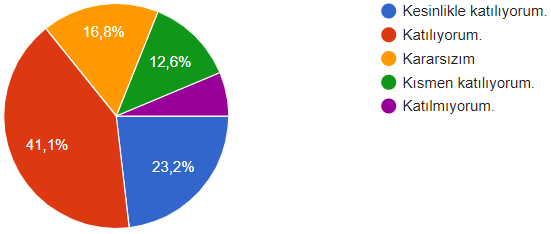 Kesinlikle katılıyorum.
Katılıyorum.
Kararsızım
Kısmen katılıyorum.
Katılmıyorum.
16,8%
12,6%
41,1%
23,2%